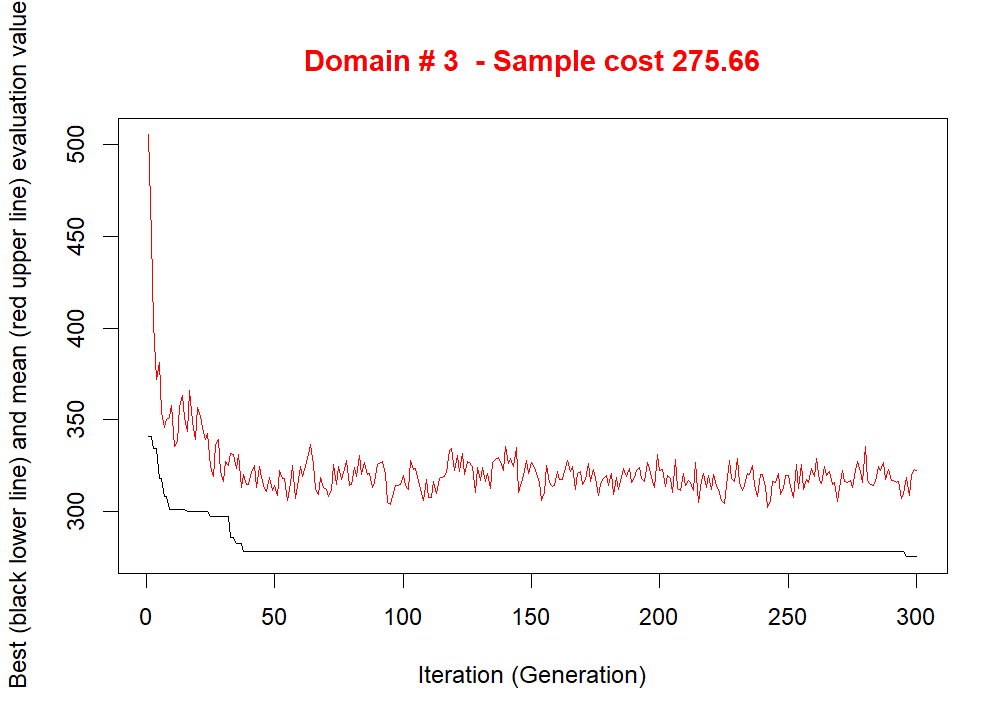 Domain # 3  - Sample cost 275.66
Best (black lower line) and mean (red upper line) evaluation value
500
450
400
350
300
0 50 100 150 200 250 300
Iteration (Generation)